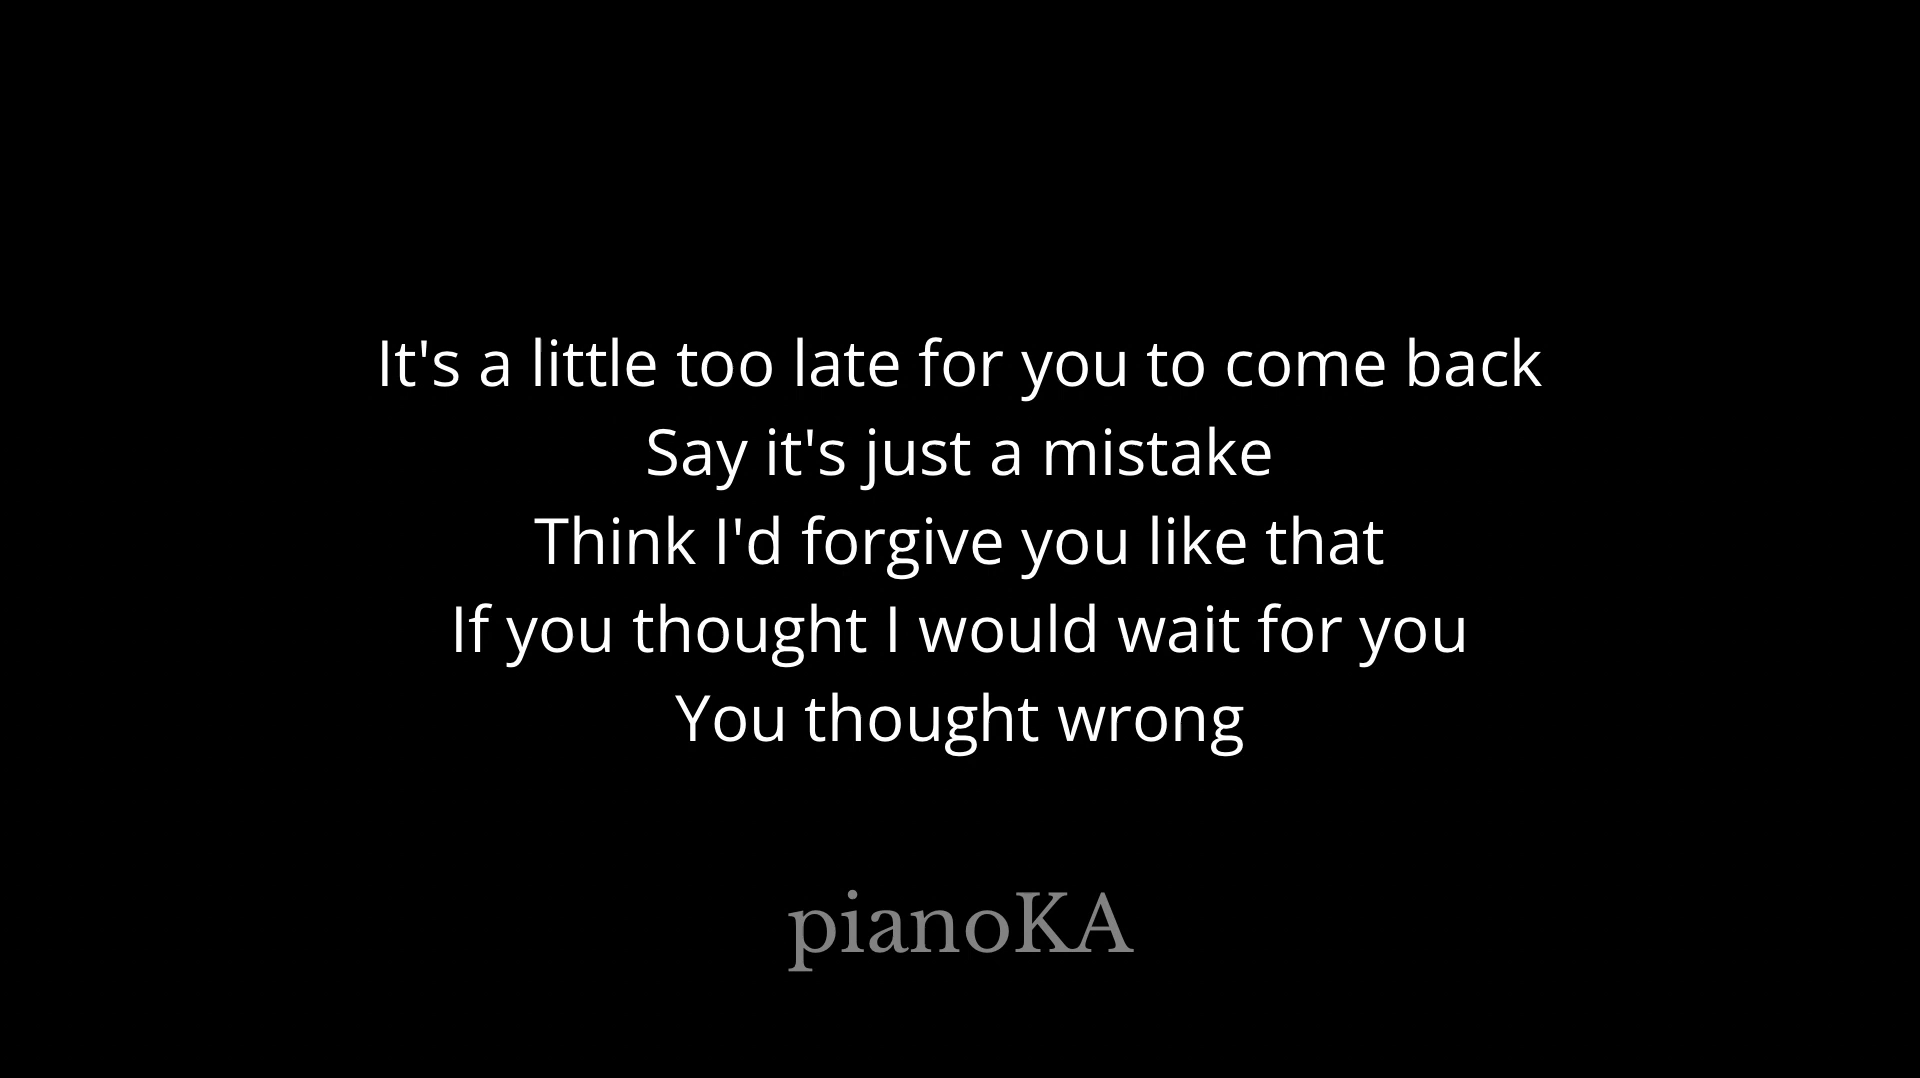 It's a little too late for you to come back
Say it's just a mistake
Think I'd forgive you like that
If you thought I would wait for you
You thought wrong
pianoKA